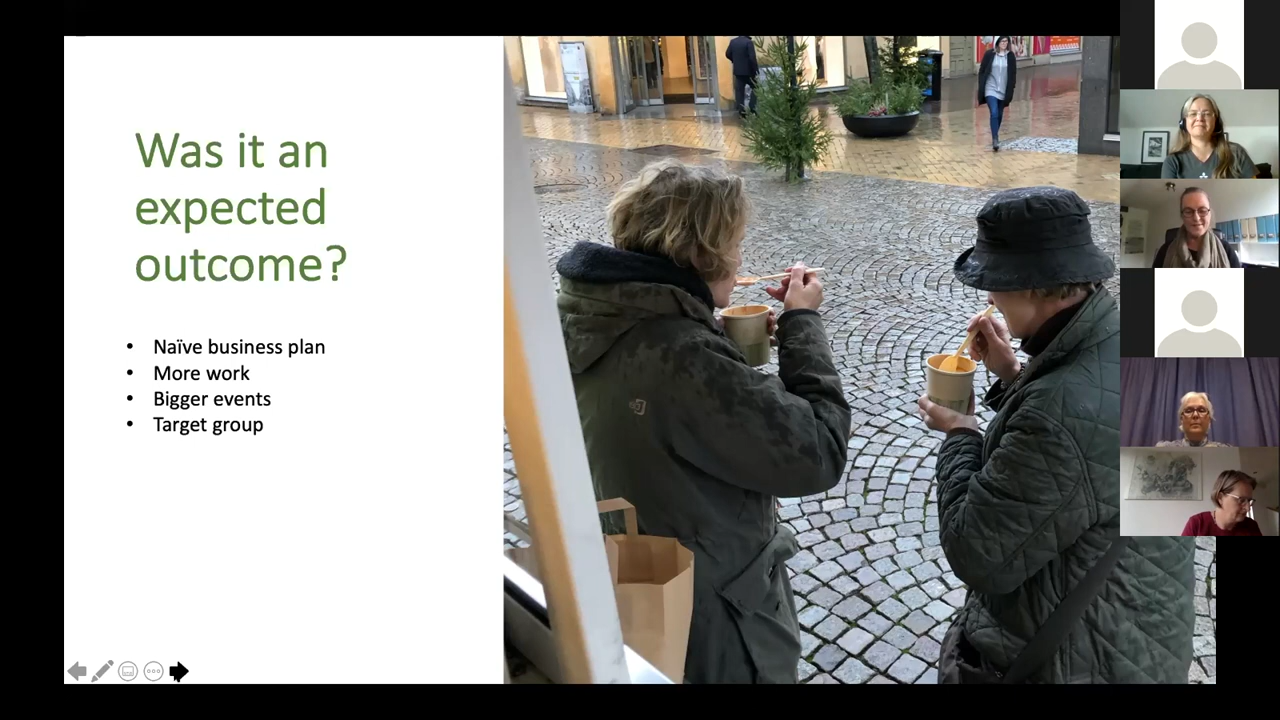 Was it an
expected
outcome?
• Naïve business plan
• More work
• Bigger events
• Target group